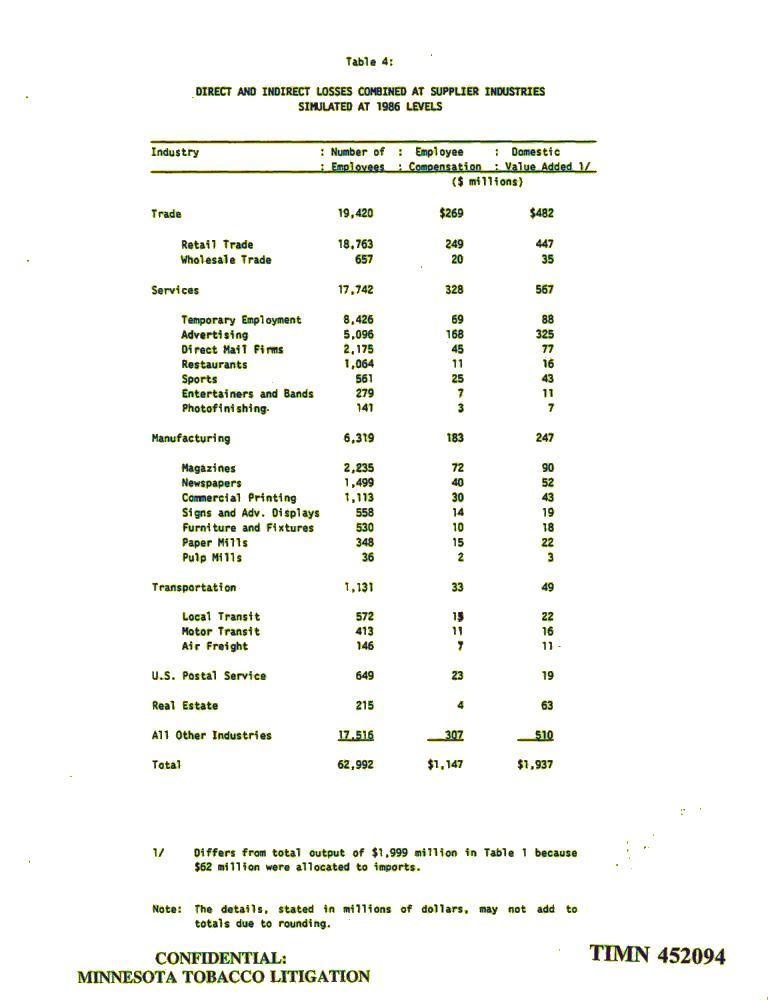 Table 4:
DIRECT AND INDIRECT LOSSES COMBINED AT SUPPLIER INDUSTRIES
SIMULATED AT 1986 LEVELS
Industry : Number of : Employee : Domestic
: Employees : Compensation : Value Added 1/
($ millions)
Trade 19,420 $269 $482
Retail Trade 18,763 249 447
Wholesale Trade 657 20 35
Services 17,742 328 567
Temporary Employment 8,426 69 88
Advertising 5,096 168 325
Direct Mail Firms 2,175 45 77
Restaurants 1,064 11 16
Sports 561 25 43
Entertainers and Bands 279 7 11
Photofinishing 141 3 7
Manufacturing 6,319 183 247
Magazines 2,235 72 90
Newspapers 1,499 40 52
Commercial Printing 1,113 30 43
Signs and Adv. Displays 558 14 19
Furniture and Fixtures 530 10 18
Paper Mills 348 15 22
Pulp Mills 36 2 3
Transportation 1,131 33 49
Local Transit 572 15 22
Motor Transit 413 11 16
Air Freight 146 7 11
U.S. Postal Service 649 23 19
Real Estate 215 4 63
All Other Industries 17,516 307 510
Total 62,992 $1,147 $1,937
1/ Differs from total output of $1,999 million in Table 1 because
$62 million were allocated to imports.
Note: The details, stated in millions of dollars, may not add to
totals due to rounding.
CONFIDENTIAL:
MINNESOTA TOBACCO LITIGATION
TIMN 452094